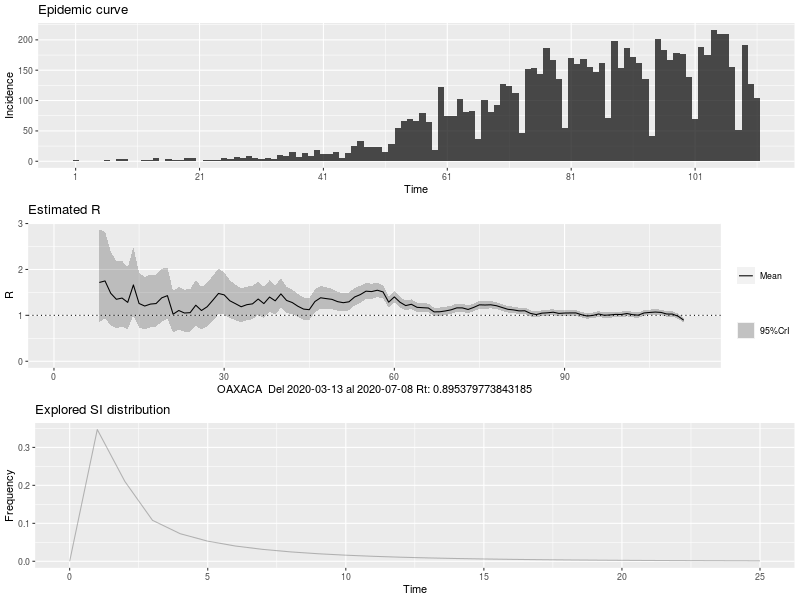 Epidemic curve
200
150
100
50
0
Incidence
1 21 41 61 81 101
Time
Estimated R
3
2
1
0
R
Mean
95%CrI
0 30 60 90
OAXACA Del 2020-03-13 al 2020-07-08 Rt: 0.895379773843185
Explored SI distribution
0.3
0.2
0.1
0.0
Frequency
0 5 10 15 20 25
Time